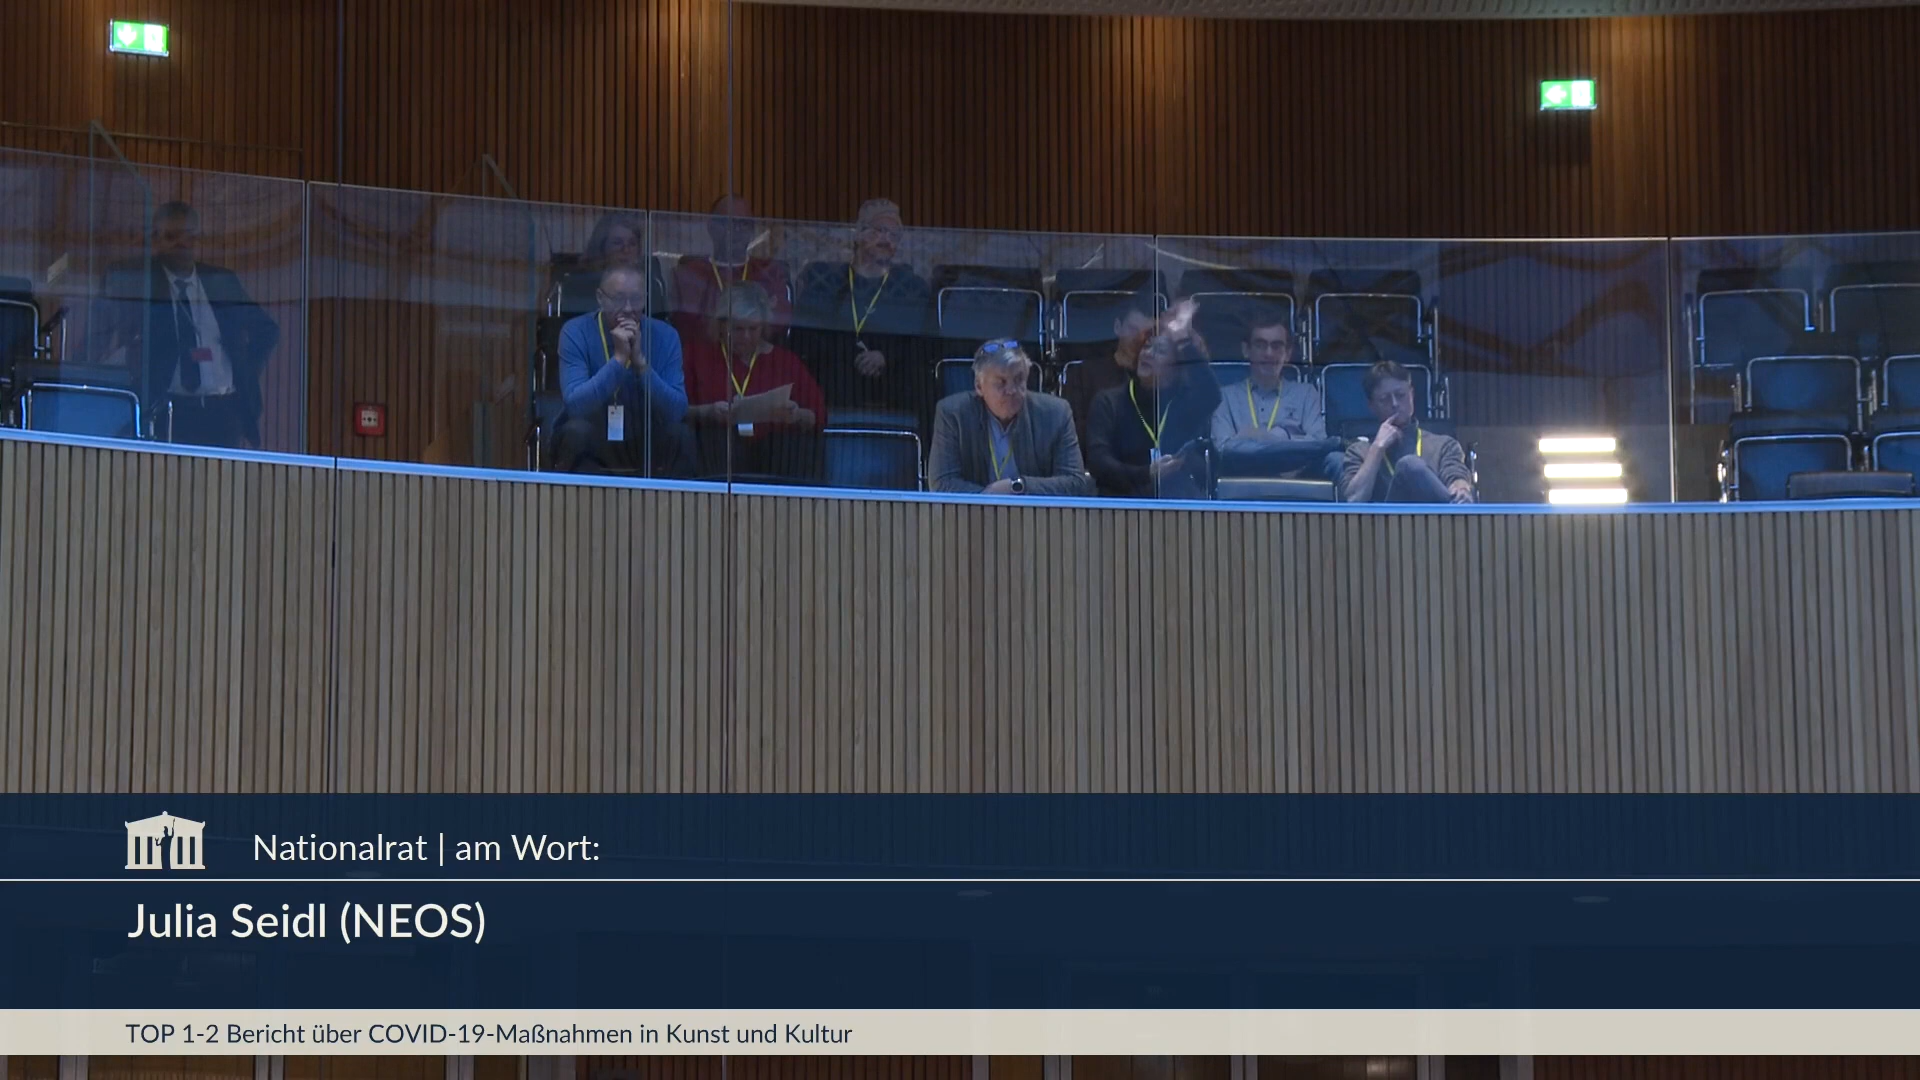 Nationalrat | am Wort:
Julia Seidl (NEOS)
TOP 1-2 Bericht über COVID-19-Maßnahmen in Kunst und Kultur